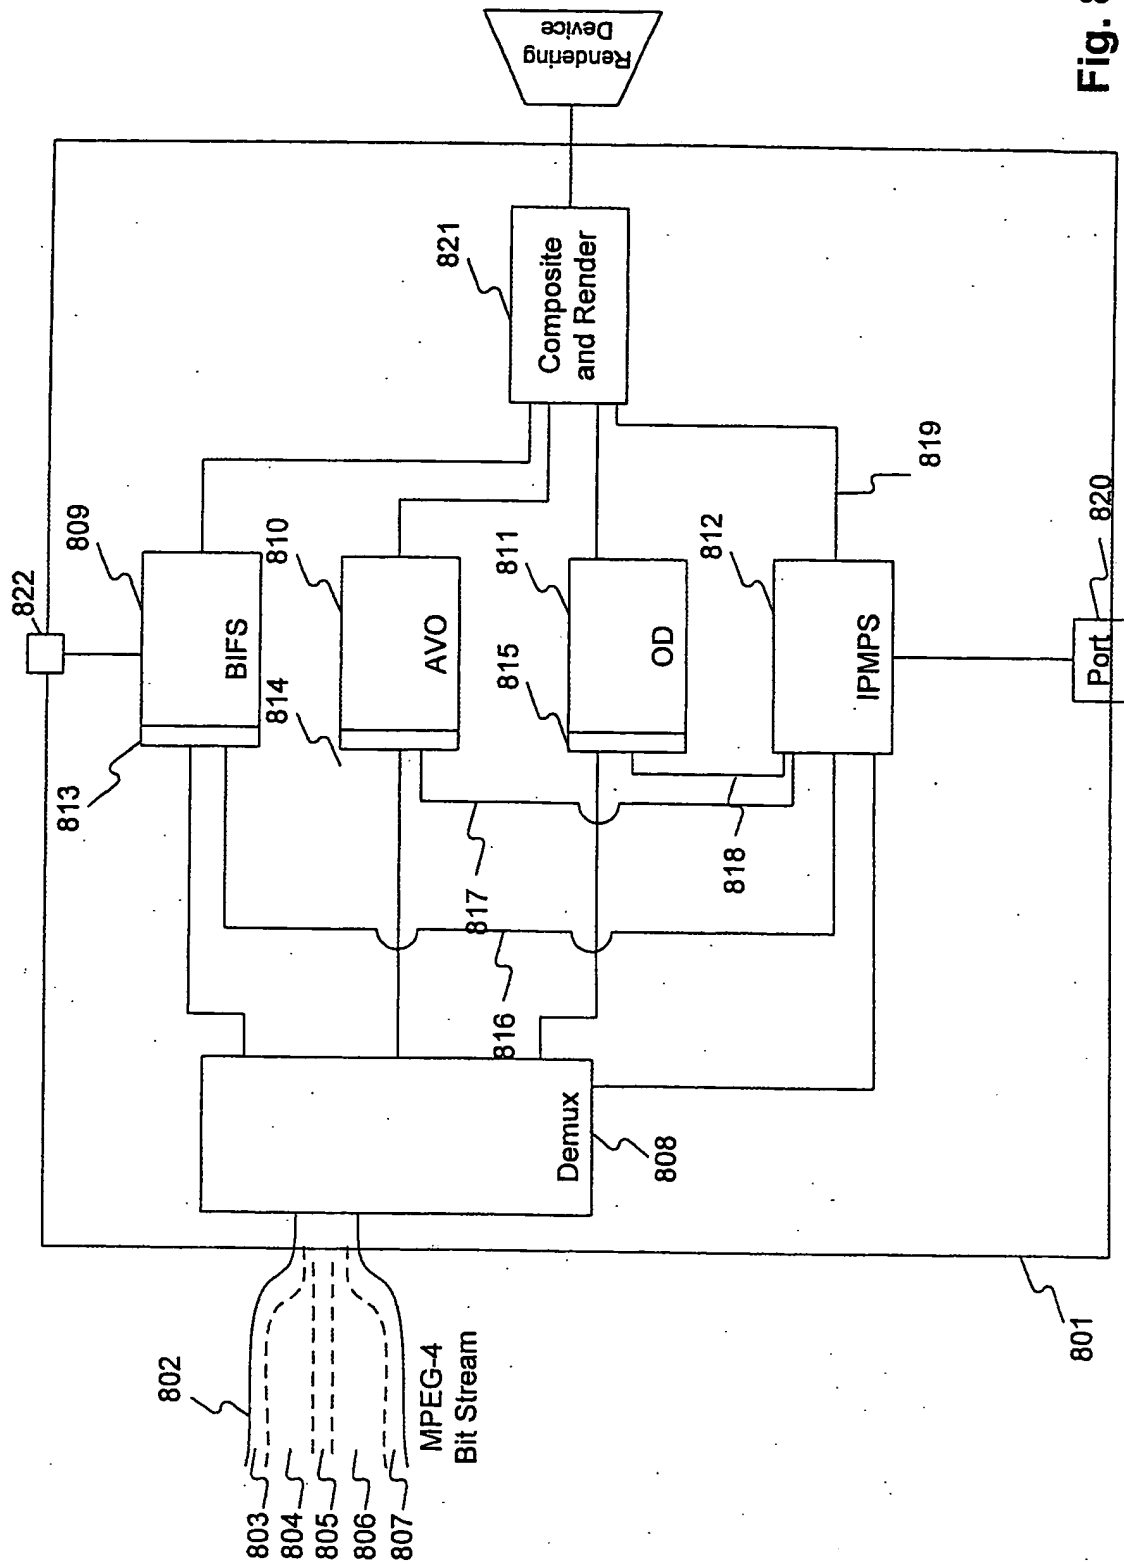 Fig. 8
Rendering
Device
821
Composite
and Render
819
822
809
BIFS
813
810
AVO
814
811
OD
815
812
IPMPS
820
Port
817
818
816
Demux
808
802
MPEG-4
Bit Stream
803
804
805
806
807
801